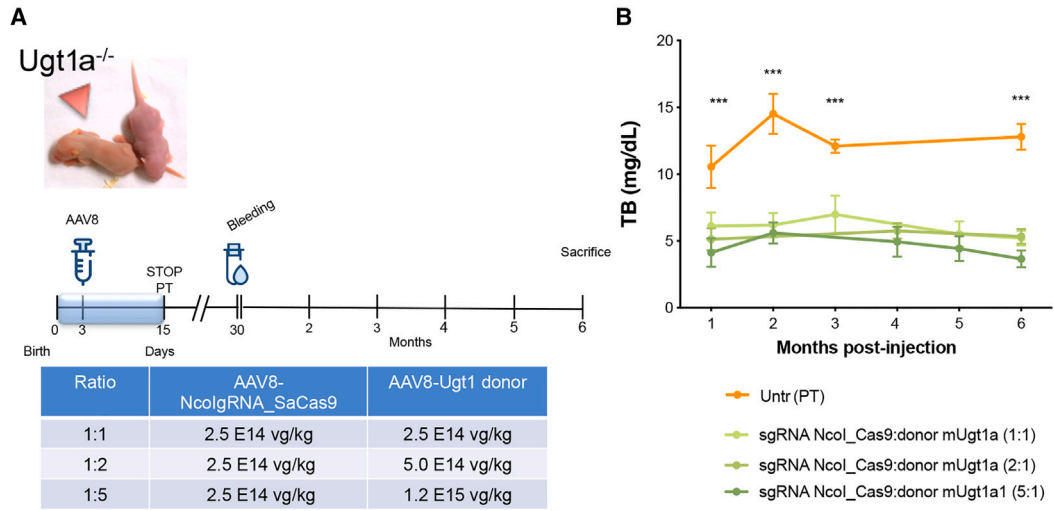 A
Ugt1a-/-
AAV8
Bleeding
STOP
PT
Sacrifice
0 3 15 30 2 3 4 5 6
Months
Birth Days
Ratio AAV8-NcoIgRNA_SaCas9 AAV8-Ugt1 donor
1:1 2.5 E14 vg/kg 2.5 E14 vg/kg
1:2 2.5 E14 vg/kg 5.0 E14 vg/kg
1:5 2.5 E14 vg/kg 1.2 E15 vg/kg
B
20
15
10
5
0
TB (mg/dL)
*** *** *** ***
1 2 3 4 5 6
Months post-injection
Untr (PT)
sgRNA NcoI_Cas9:donor mUgt1a (1:1)
sgRNA NcoI_Cas9:donor mUgt1a (2:1)
sgRNA NcoI_Cas9:donor mUgt1a1 (5:1)